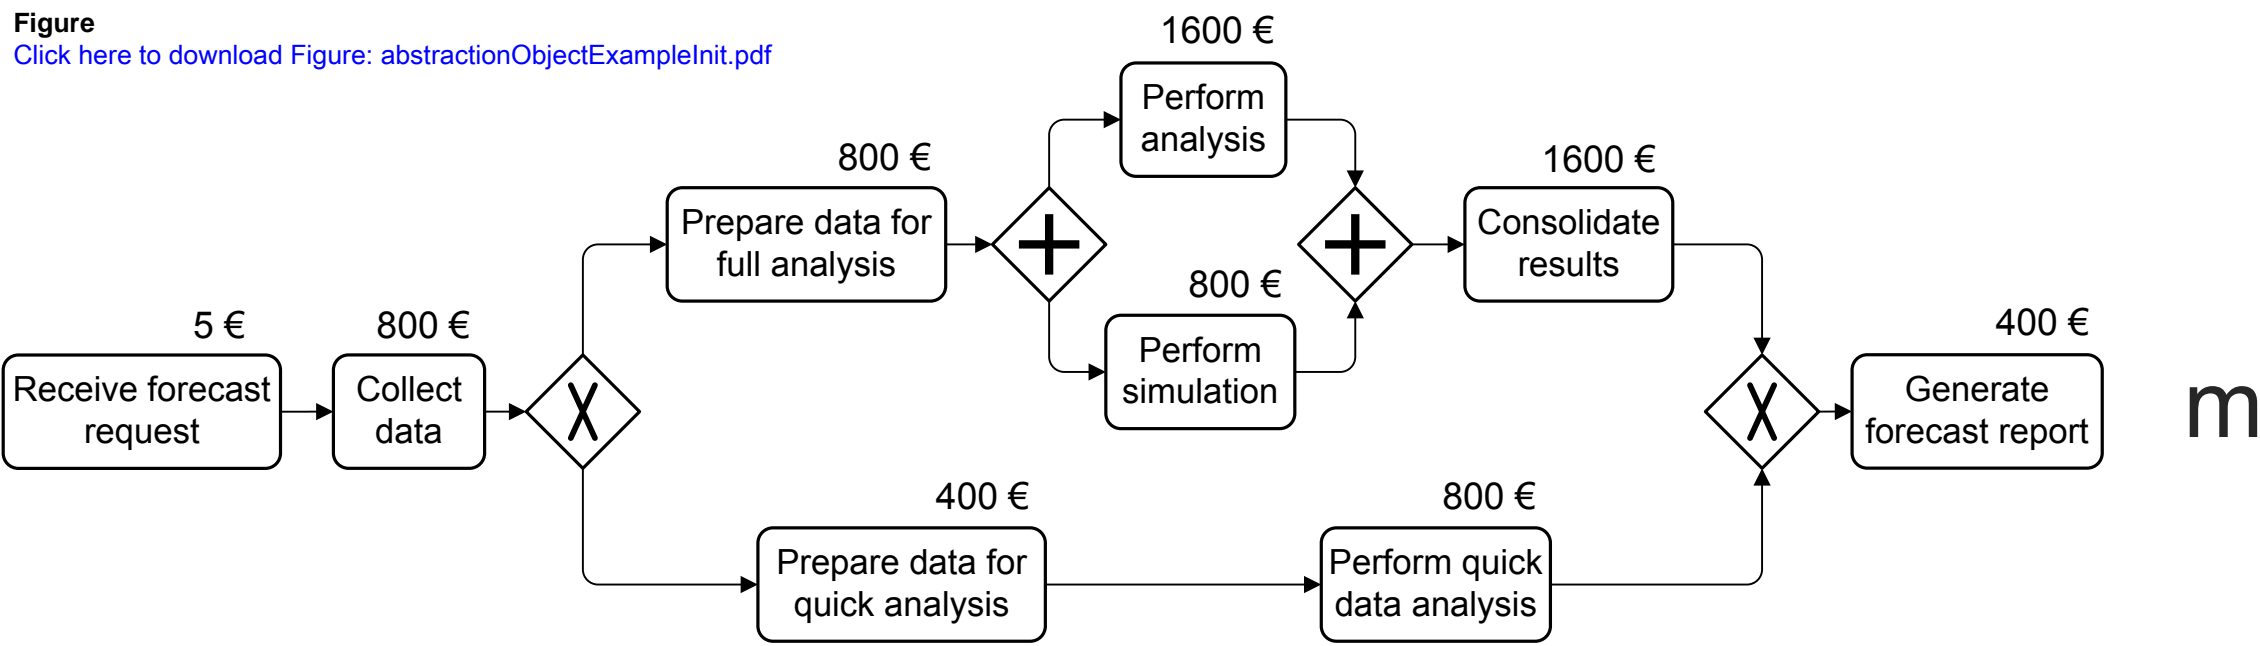 Figure
Click here to download Figure: abstractionObjectExampleInit.pdf
1600 €
Perform
analysis
800 €
Prepare data for
full analysis
1600 €
Consolidate
results
800 €
Perform
simulation
5 €
Receive forecast
request
800 €
Collect
data
X
X
400 €
Generate
forecast report
m
400 €
Prepare data for
quick analysis
800 €
Perform quick
data analysis